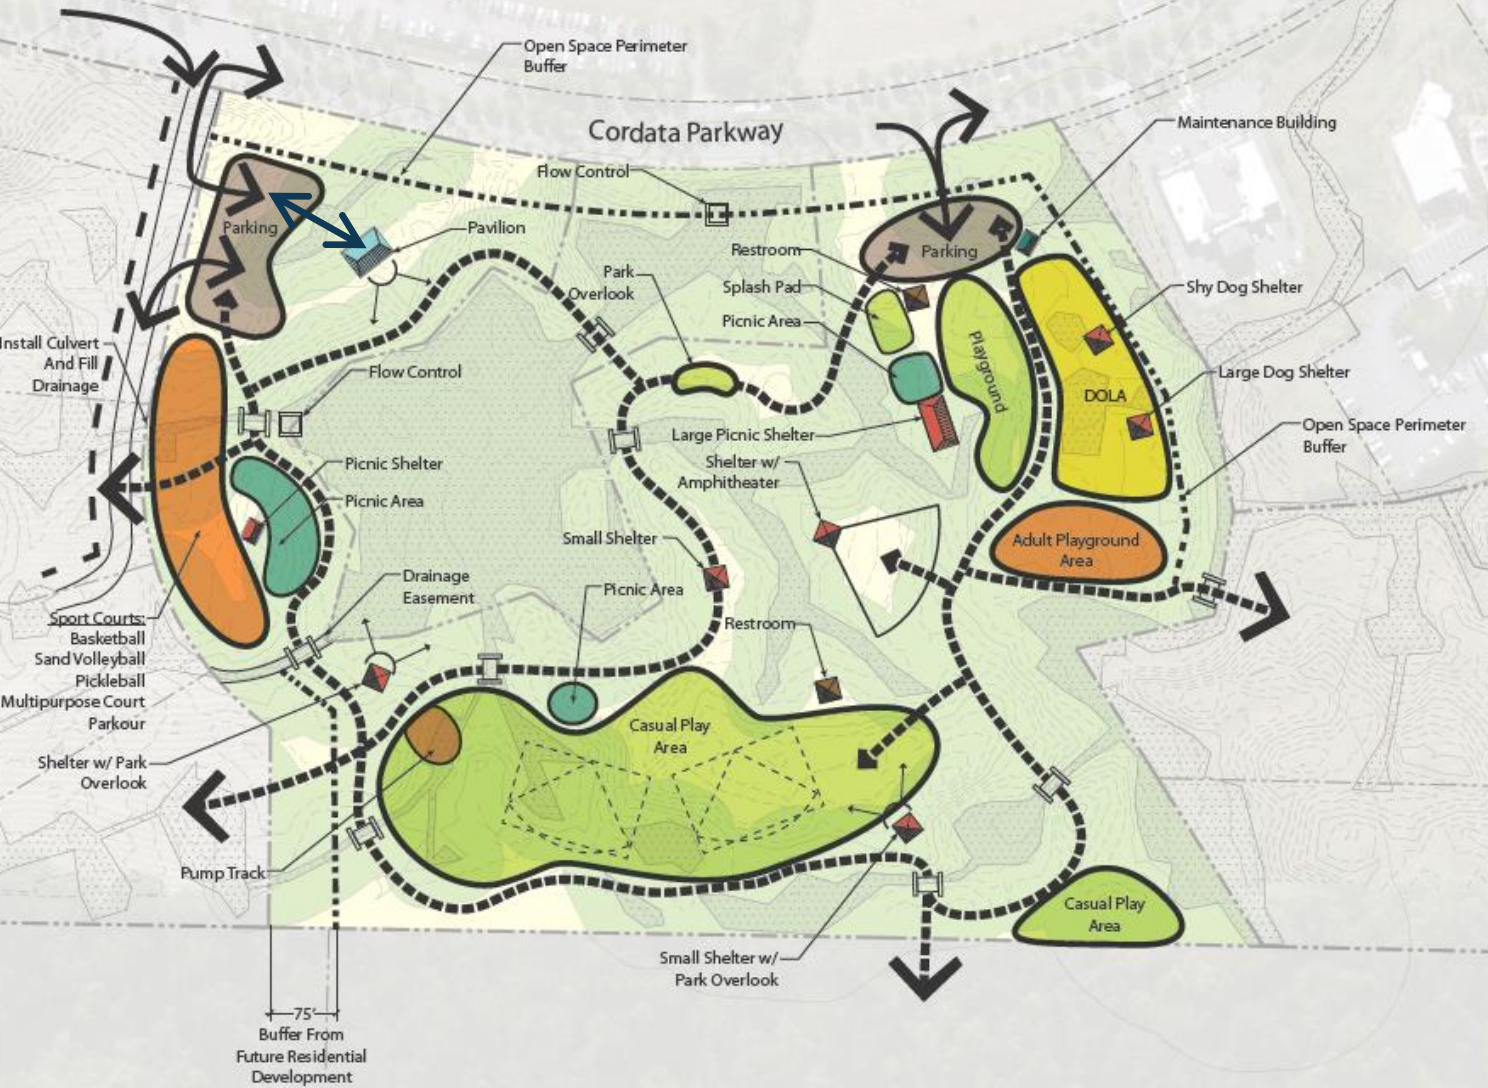 Open Space Perimeter
Buffer
Cordata Parkway
Maintenance Building
Flow Control
Parking
Pavilion
Restroom
Parking
Park
Overlook
Splash Pad
Shy Dog Shelter
Picnic Area
Install Culvert
And Fill
Drainage
Flow Control
Playground
Large Dog Shelter
DOLA
Large Picnic Shelter
Open Space Perimeter
Buffer
Picnic Shelter
Shelter w/
Amphitheater
Picnic Area
Small Shelter
Adult Playground
Area
Drainage
Easement
Picnic Area
Sport Courts:
Basketball
Sand Volleyball
Pickleball
Multipurpose Court
Parkour
Restroom
Casual Play
Area
Shelter w/ Park
Overlook
Pump Track
Casual Play
Area
Small Shelter w/
Park Overlook
75'
Buffer From
Future Residential
Development